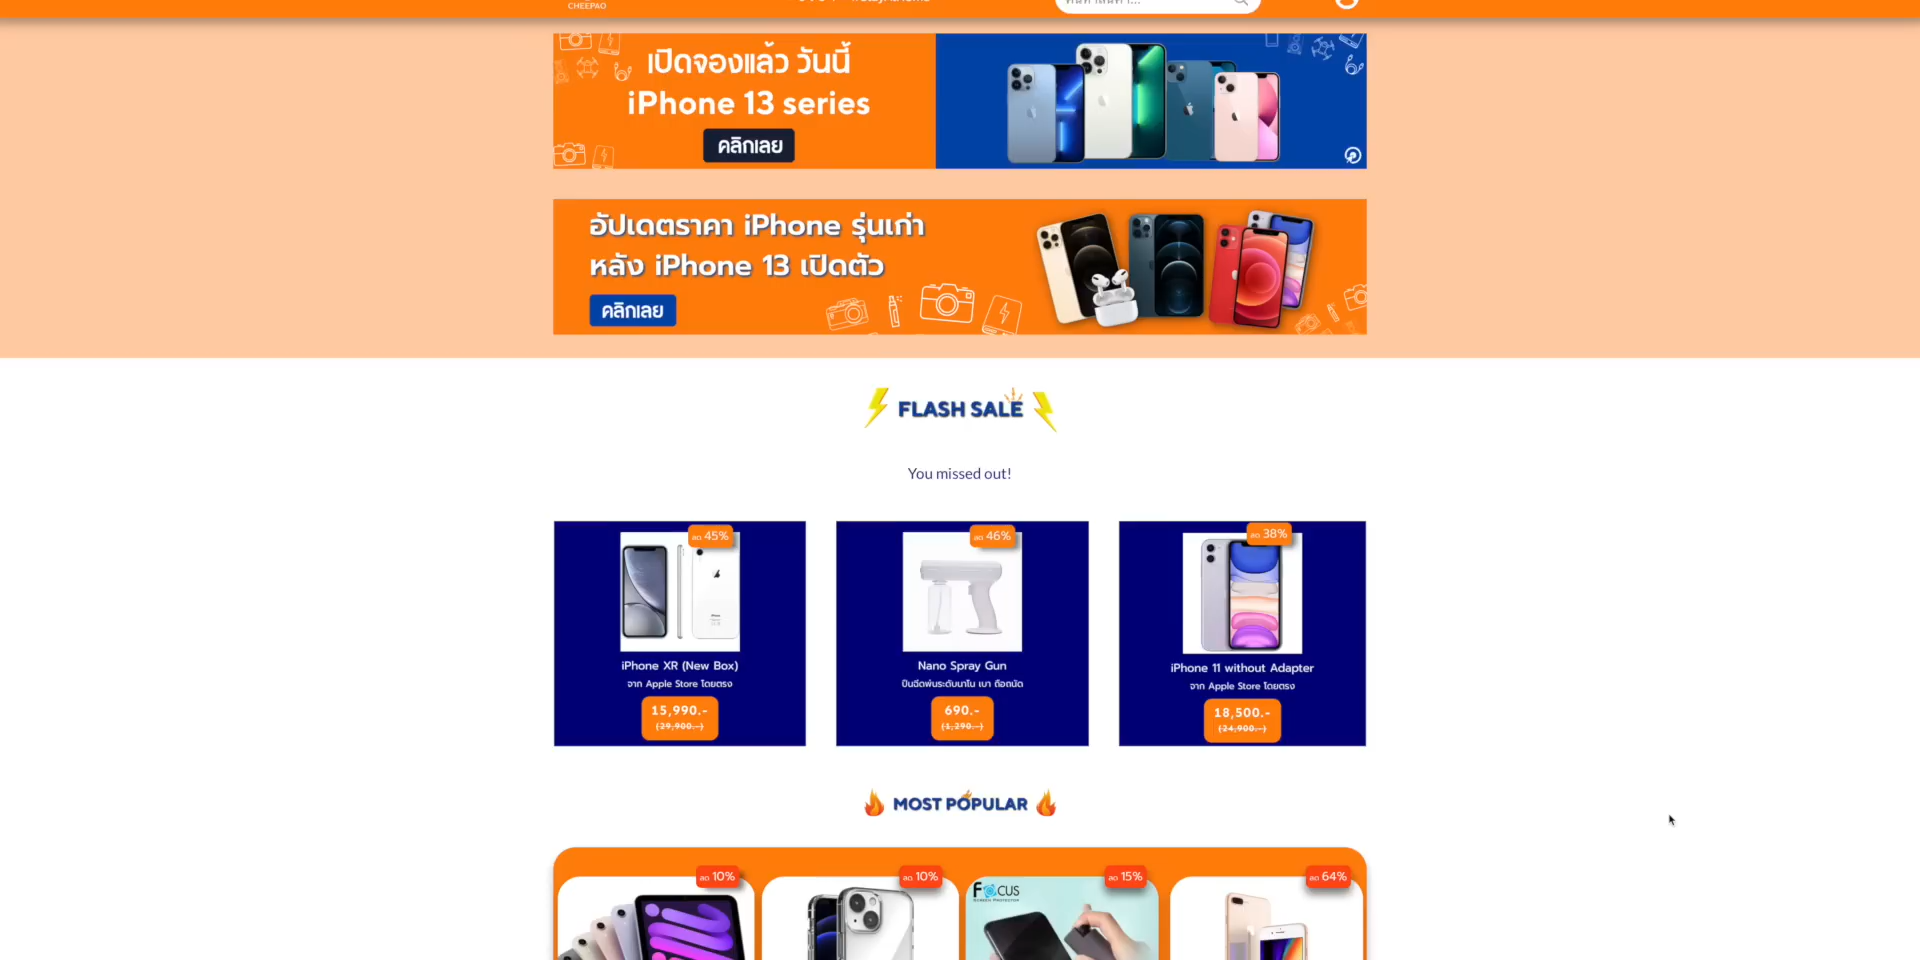 CHEEPAO
เปิดจองแล้ว วันนี้
iPhone 13 series
คลิกเลย
อัปเดตราคา iPhone รุ่นเก่า
หลัง iPhone 13 เปิดตัว
คลิกเลย
FLASH SALE
You missed out!
ลด 45%
iPhone XR (New Box)
จาก Apple Store โดยตรง
15,990.-
(29,900.-)
ลด 46%
Nano Spray Gun
ปืนฉีดพ่นระดับนาโน เบา ถือถนัด
690.-
(1,290.-)
ลด 38%
iPhone 11 without Adapter
จาก Apple Store โดยตรง
18,500.-
(24,900.-)
MOST POPULAR
ลด 10%
ลด 10%
ลด 15%
FOCUS
SCREEN PROTECTOR
ลด 64%